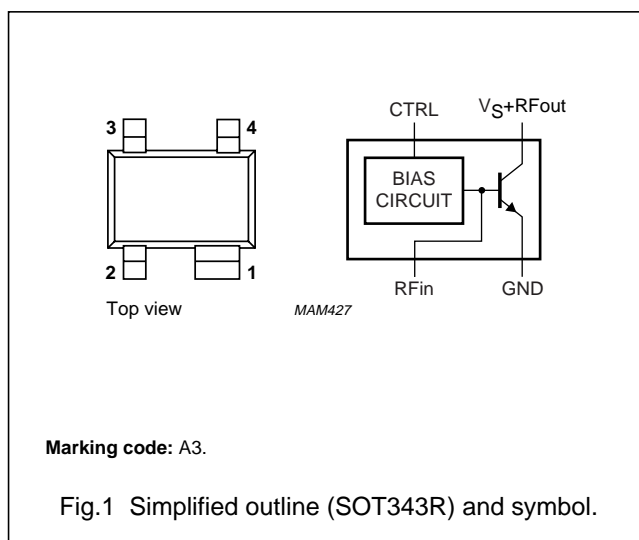 CTRL
VS+RFout
3
4
BIAS
CIRCUIT
2
1
RFin
GND
Top view
MAM427
Marking code: A3.
Fig.1 Simplified outline (SOT343R) and symbol.